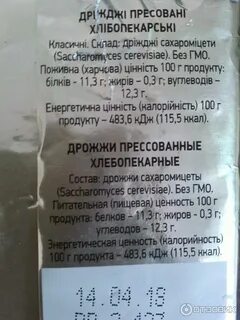 ДРІЖДЖІ ПРЕСОВАНІ
ХЛІБОПЕКАРСЬКІ
Класичні. Склад: дріжджі сахароміцети
(Saccharomyces cerevisiae). Без ГМО.
Поживна (харчова) цінність 100 г продукту:
білків – 11,3 г; жирів – 0,3 г; вуглеводів –
12,3 г.
Енергетична цінність (калорійність) 100 г
продукту – 483,6 кДж (115,5 ккал).
ДРОЖЖИ ПРЕССОВАННЫЕ
ХЛЕБОПЕКАРНЫЕ
Состав: дрожжи сахаромицеты
(Saccharomyces cerevisiae). Без ГМО.
Питательная (пищевая) ценность 100 г
продукта: белков – 11,3 г; жиров - 0,3 г;
углеводов – 12,3 г.
Энергетическая ценность (калорийность)
100 г продукта – 483,6 кДж (115,5 ккал).
14.04.18